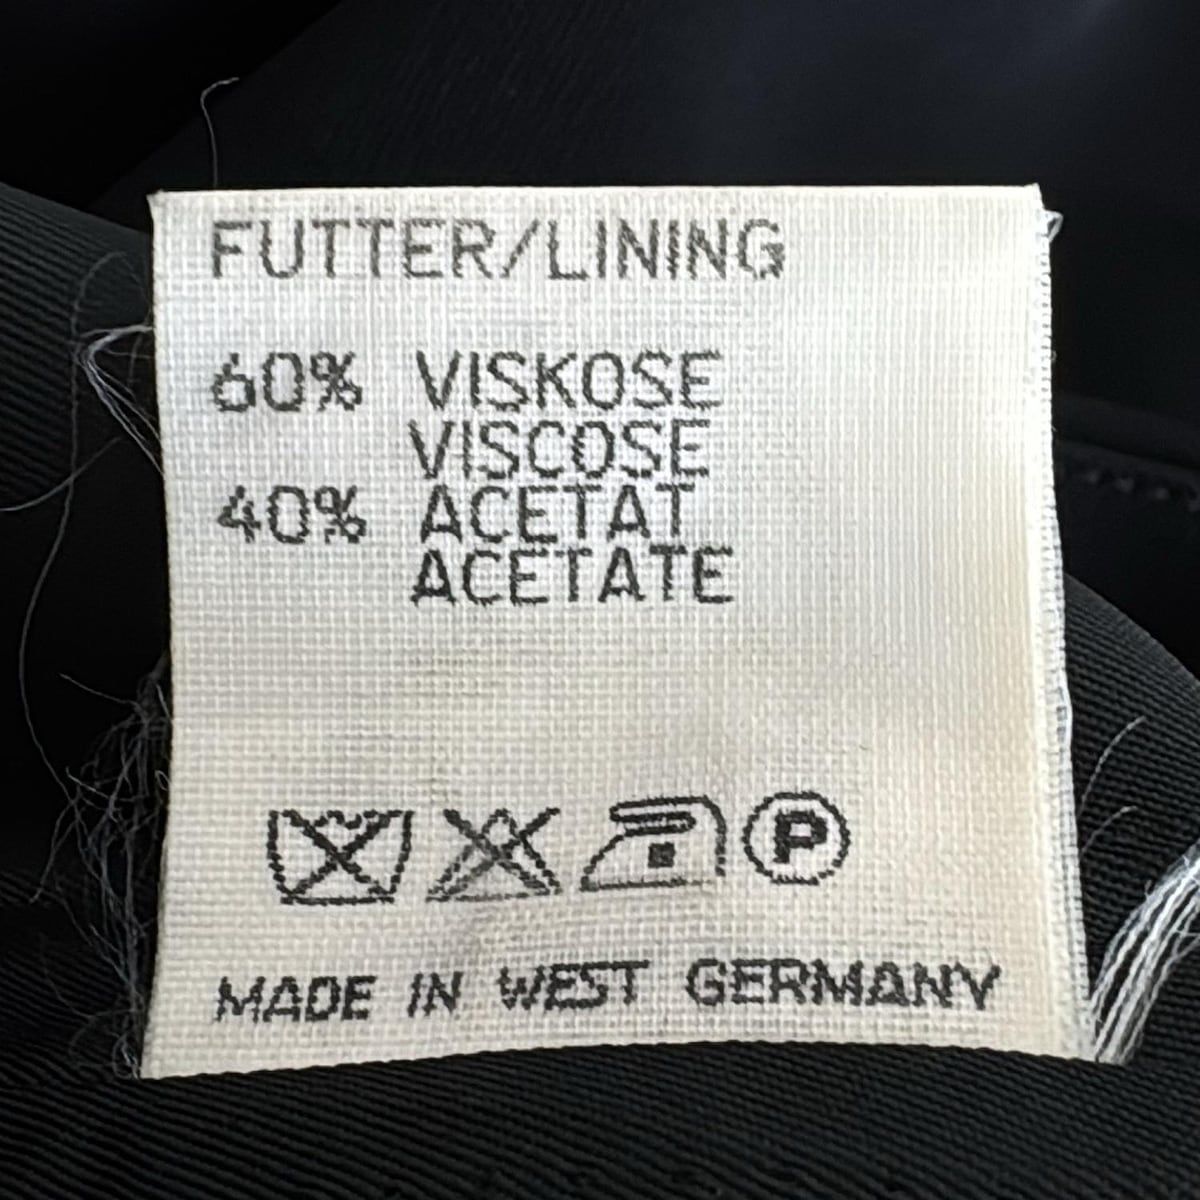 FUTTER/LINING
60% VISKOSE
VISCOSE
40% ACETAT
ACETATE
P
MADE IN WEST GERMANY